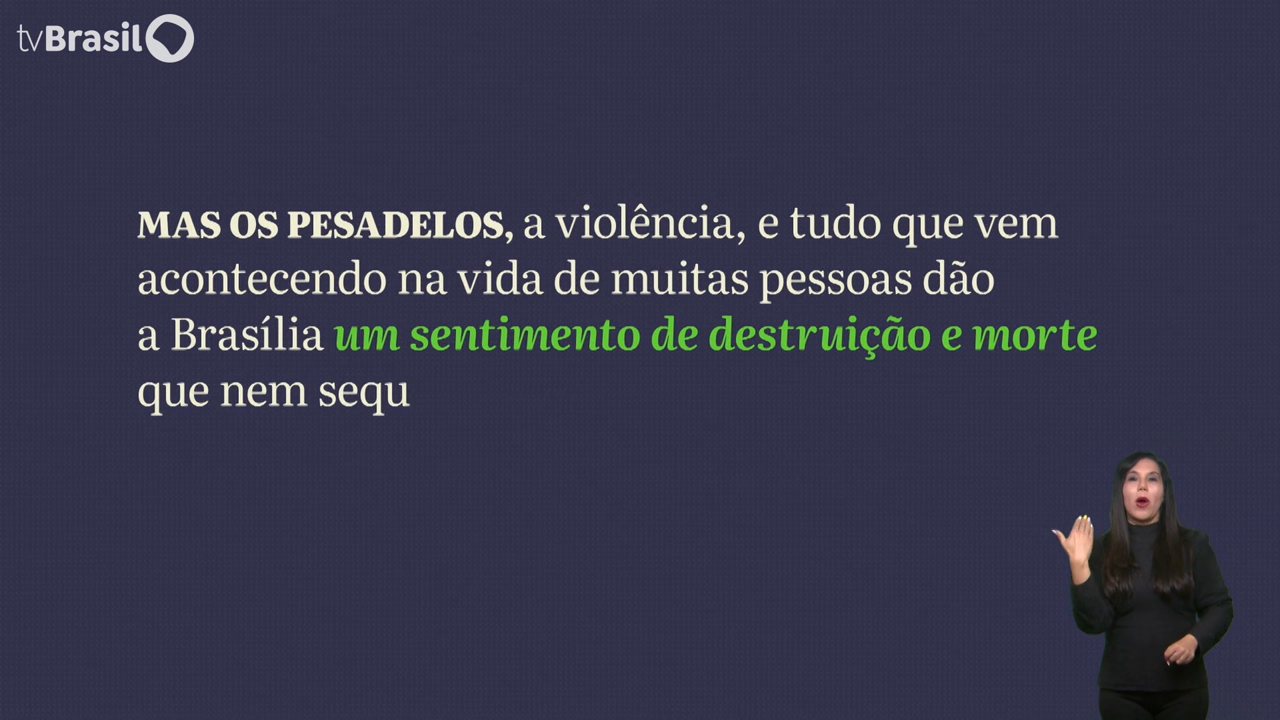 tvBrasil
MAS OS PESADELOS, a violência, e tudo que vem
acontecendo na vida de muitas pessoas dão
a Brasília um sentimento de destruição e morte
que nem sequ